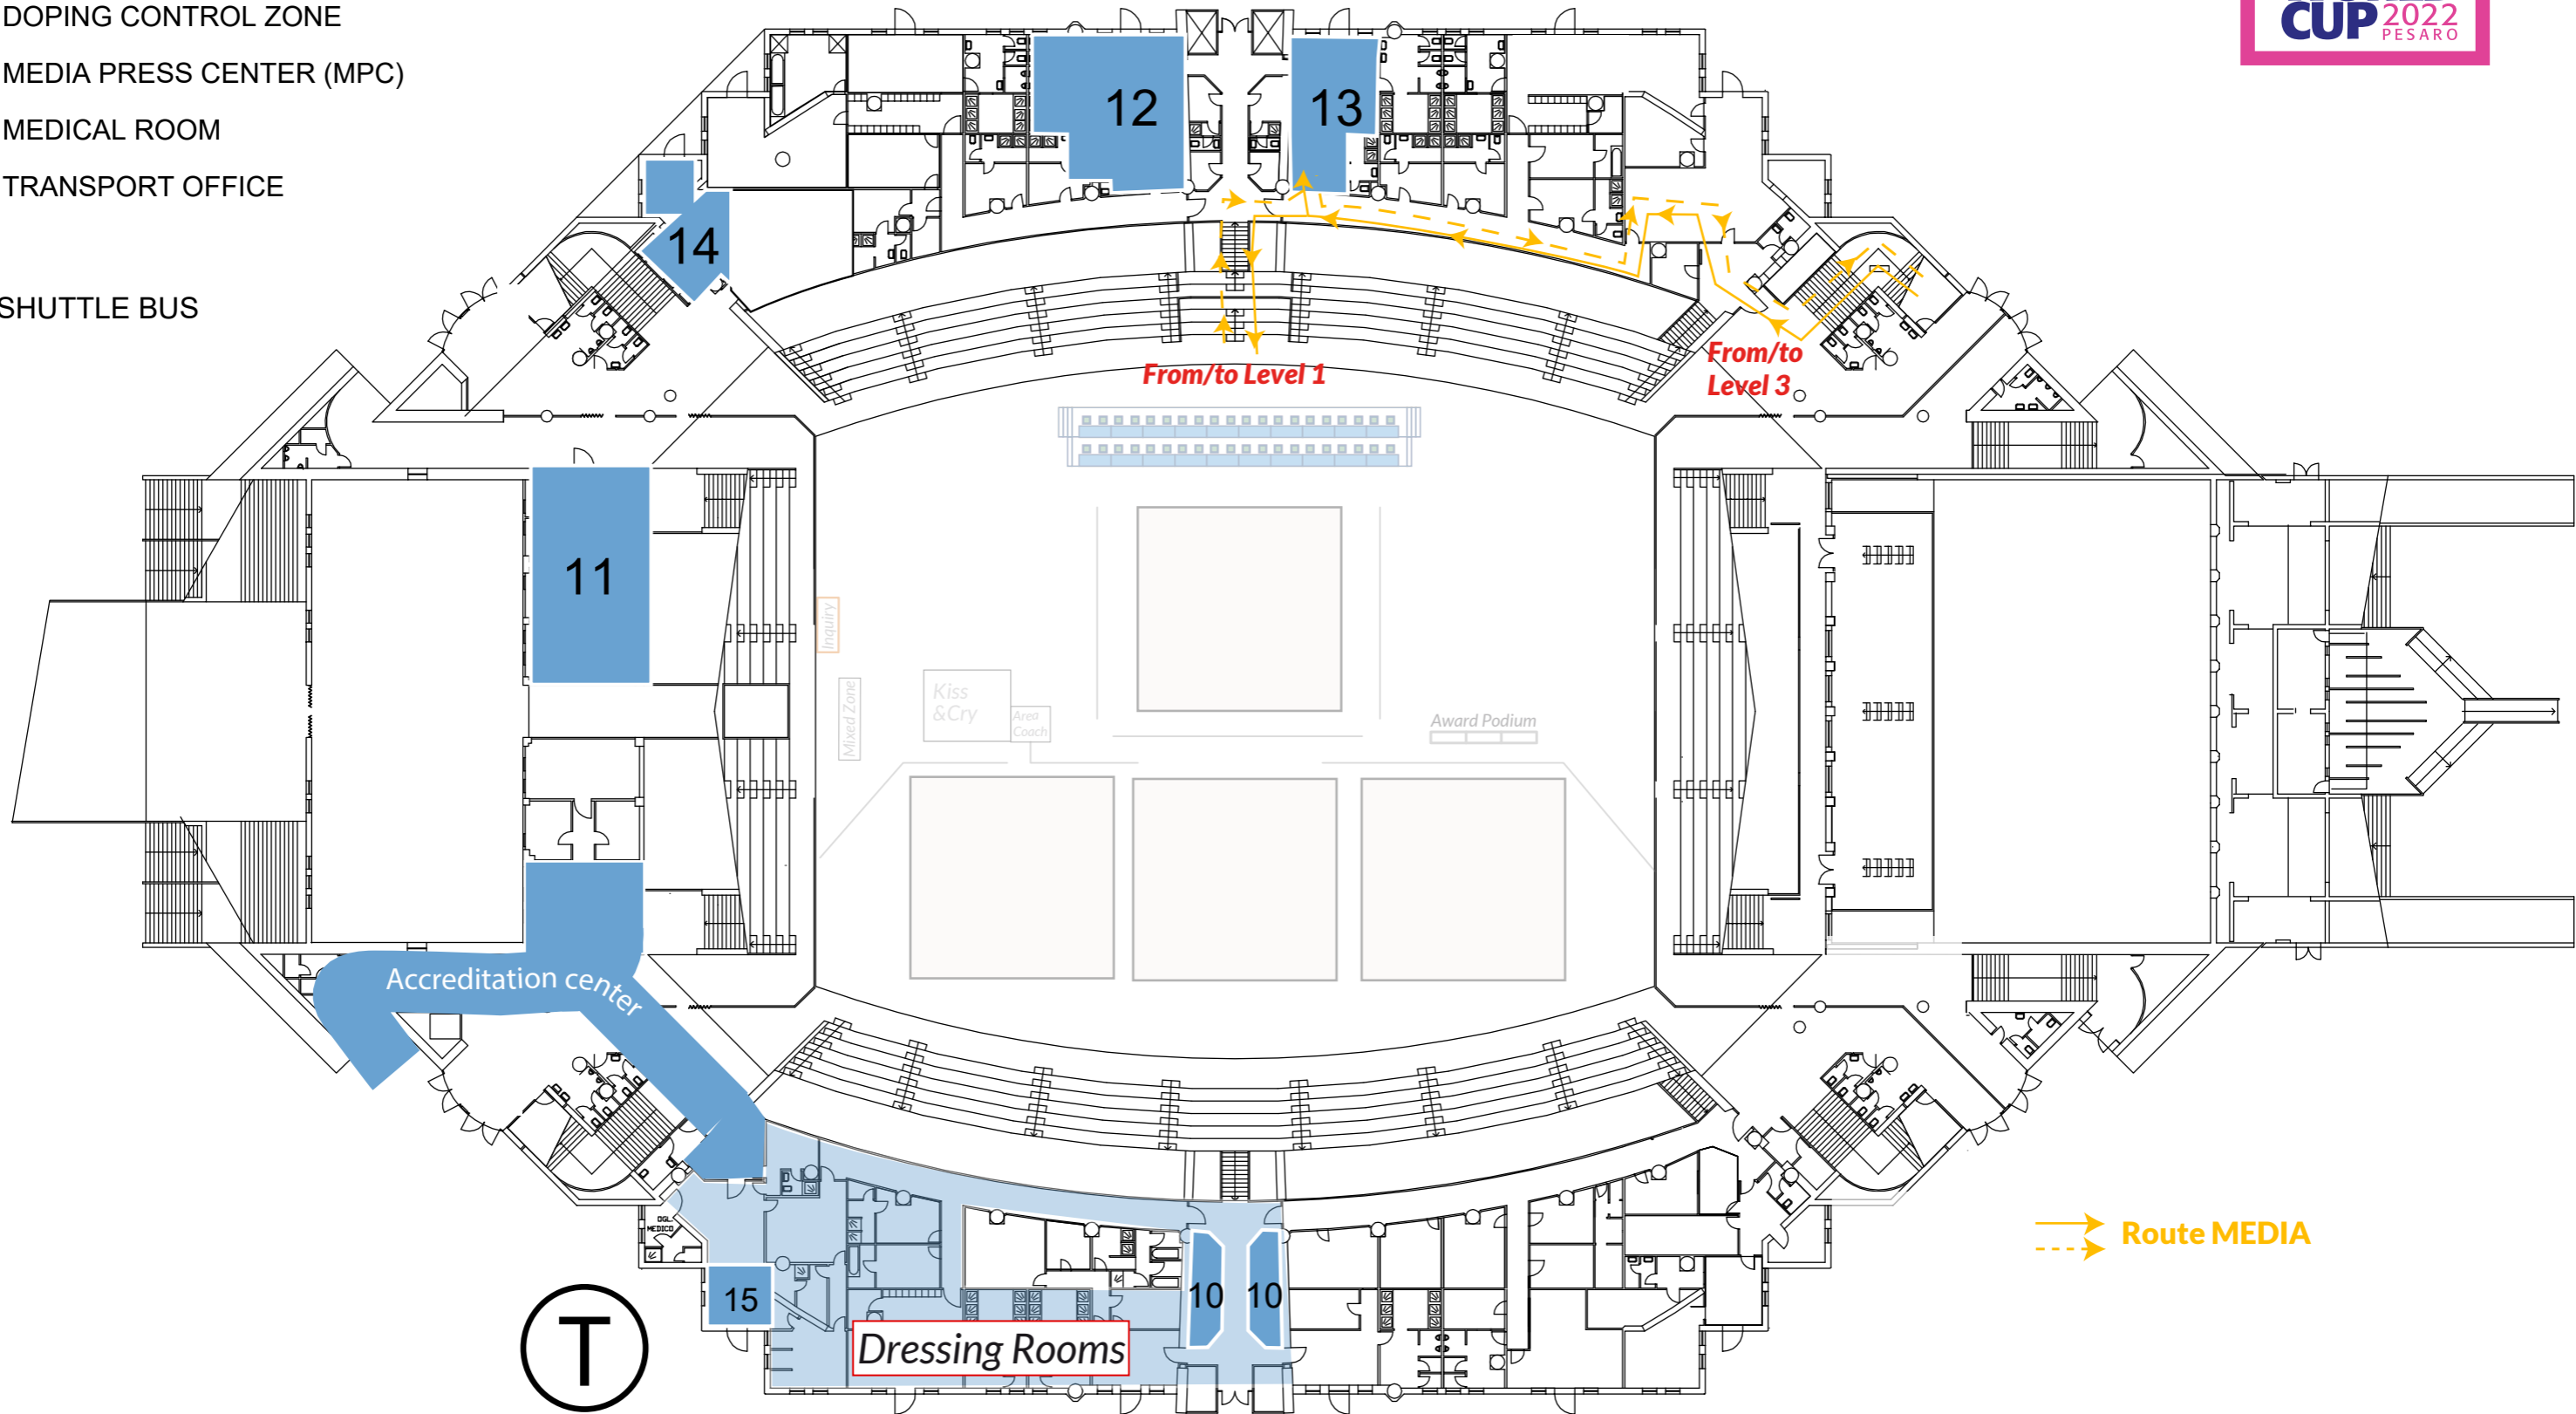 DOPING CONTROL ZONE
MEDIA PRESS CENTER (MPC)
MEDICAL ROOM
TRANSPORT OFFICE
SHUTTLE BUS
CUP 2022
PESARO
12
13
14
From/to Level 1
From/to
Level 3
11
Inquiry
Mixed Zone
Kiss
&Cry
Area
Coach
Award Podium
Accreditation center
MEDICO
15
10
10
Dressing Rooms
T
Route MEDIA